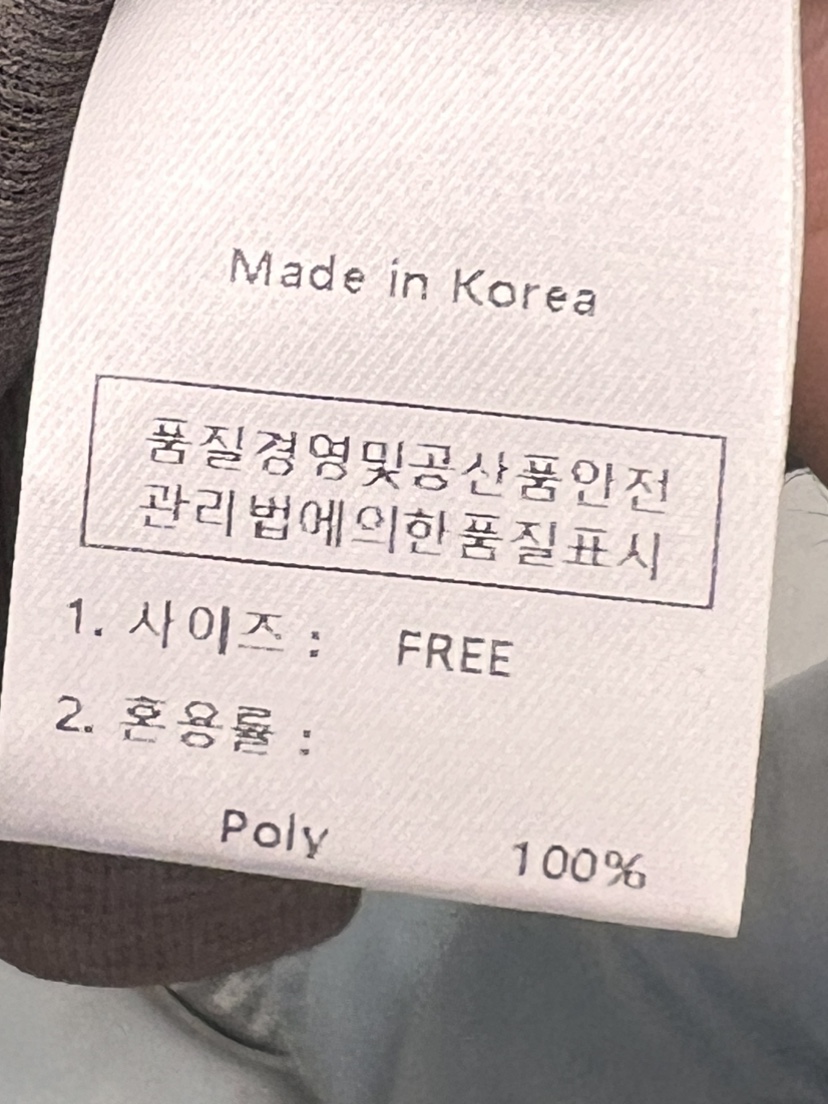 Made in Korea
품질경영및공산품안전
관리법에의한품질표시
1. 사이즈 : FREE
2. 혼용률 :
Poly 100%